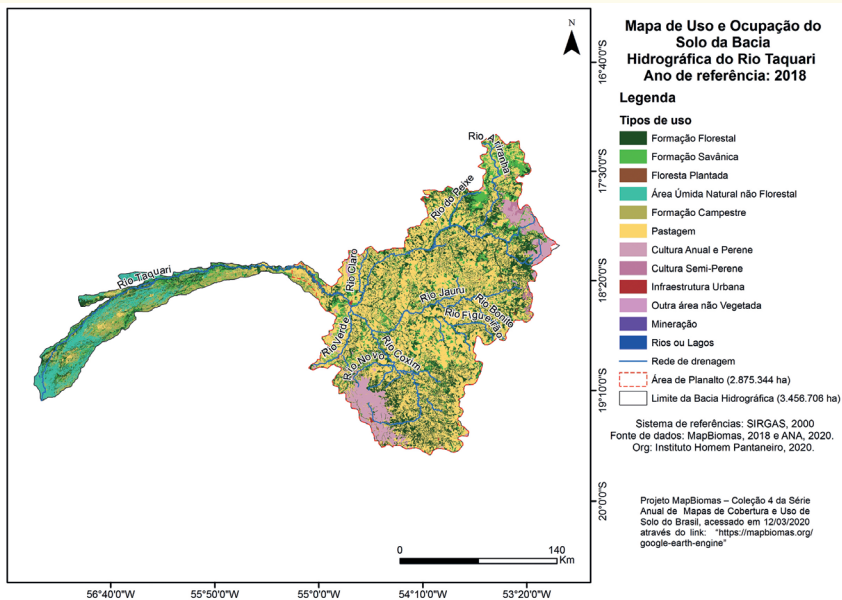 Mapa de Uso e Ocupação do
Solo da Bacia
Hidrográfica do Rio Taquari
Ano de referência: 2018
Legenda
Tipos de uso
Formação Florestal
Formação Savânica
Floresta Plantada
Área Úmida Natural não Florestal
Formação Campestre
Pastagem
Cultura Anual e Perene
Cultura Semi-Perene
Infraestrutura Urbana
Outra área não Vegetada
Mineração
Rios ou Lagos
Rede de drenagem
Área de Planalto (2.875.344 ha)
Limite da Bacia Hidrográfica (3.456.706 ha)
Sistema de referências: SIRGAS, 2000
Fonte de dados: MapBiomas, 2018 e ANA, 2020.
Org: Instituto Homem Pantaneiro, 2020.
Projeto MapBiomas – Coleção 4 da Série
Anual de Mapas de Cobertura e Uso de
Solo do Brasil, acessado em 12/03/2020
através do link: "https://mapbiomas.org/
google-earth-engine"
N
Rio Ariranha
Rio do Peixe
Rio Claro
Rio Taquari
Rio Jauru
Rio Bonito
Rio Figueirão
Rio Verde
Rio Coxim
Rio Novo
16°40'0"S
17°30'0"S
18°20'0"S
19°10'0"S
20°0'0"S
0
140
Km
56°40'0"W
55°50'0"W
55°0'0"W
54°10'0"W
53°20'0"W